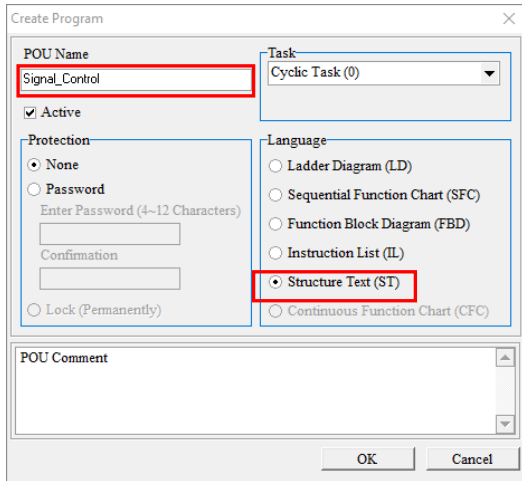 Create Program
POU Name
Signal_Control
Active
Task
Cyclic Task (0)
Protection
None
Password
Enter Password (4~12 Characters)
Confirmation
Lock (Permanently)
Language
Ladder Diagram (LD)
Sequential Function Chart (SFC)
Function Block Diagram (FBD)
Instruction List (IL)
Structure Text (ST)
Continuous Function Chart (CFC)
POU Comment
OK
Cancel